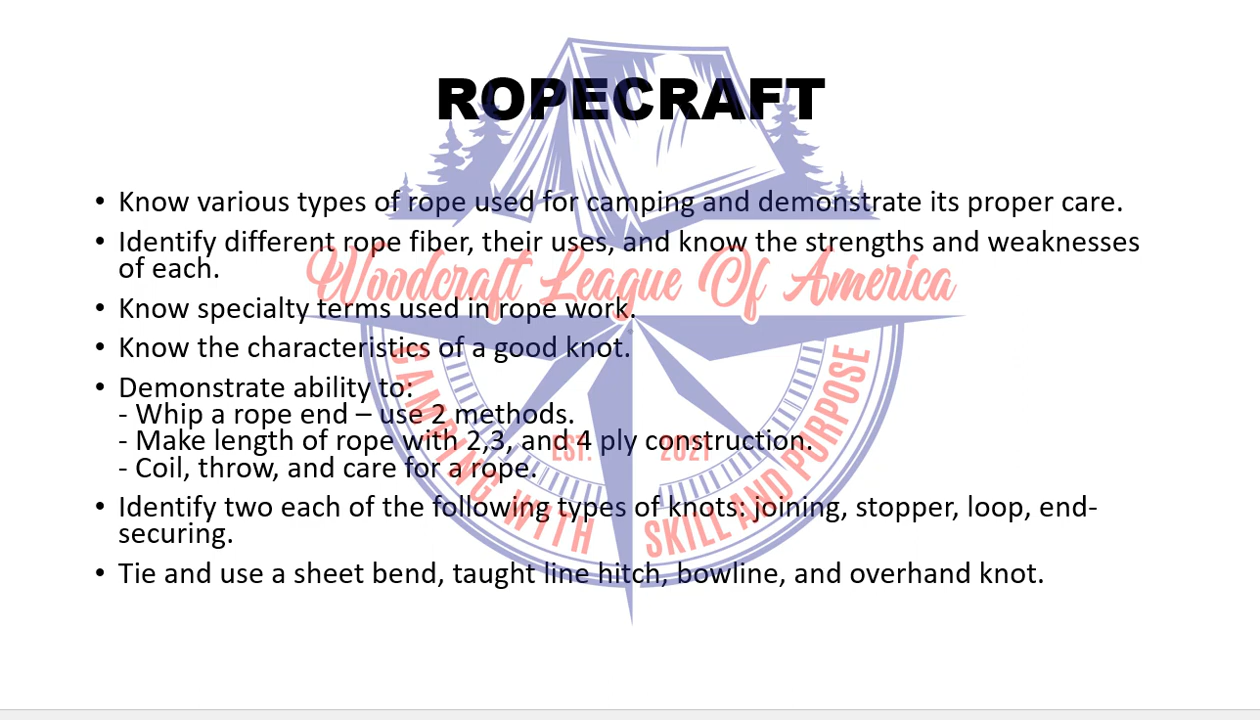 ROPECRAFT
• Know various types of rope used for camping and demonstrate its proper care.
• Identify different rope fiber, their uses, and know the strengths and weaknesses
of each.
Woodcraft League Of America
• Know specialty terms used in rope work.
• Know the characteristics of a good knot.
• Demonstrate ability to:
- Whip a rope end – use 2 methods.
- Make length of rope with 2,3, and 4 ply construction.
- Coil, throw, and care for a rope.
EST. 2021
CAMPING WITH SKILL AND PURPOSE
• Identify two each of the following types of knots: joining, stopper, loop, end-
securing.
• Tie and use a sheet bend, taught line hitch, bowline, and overhand knot.